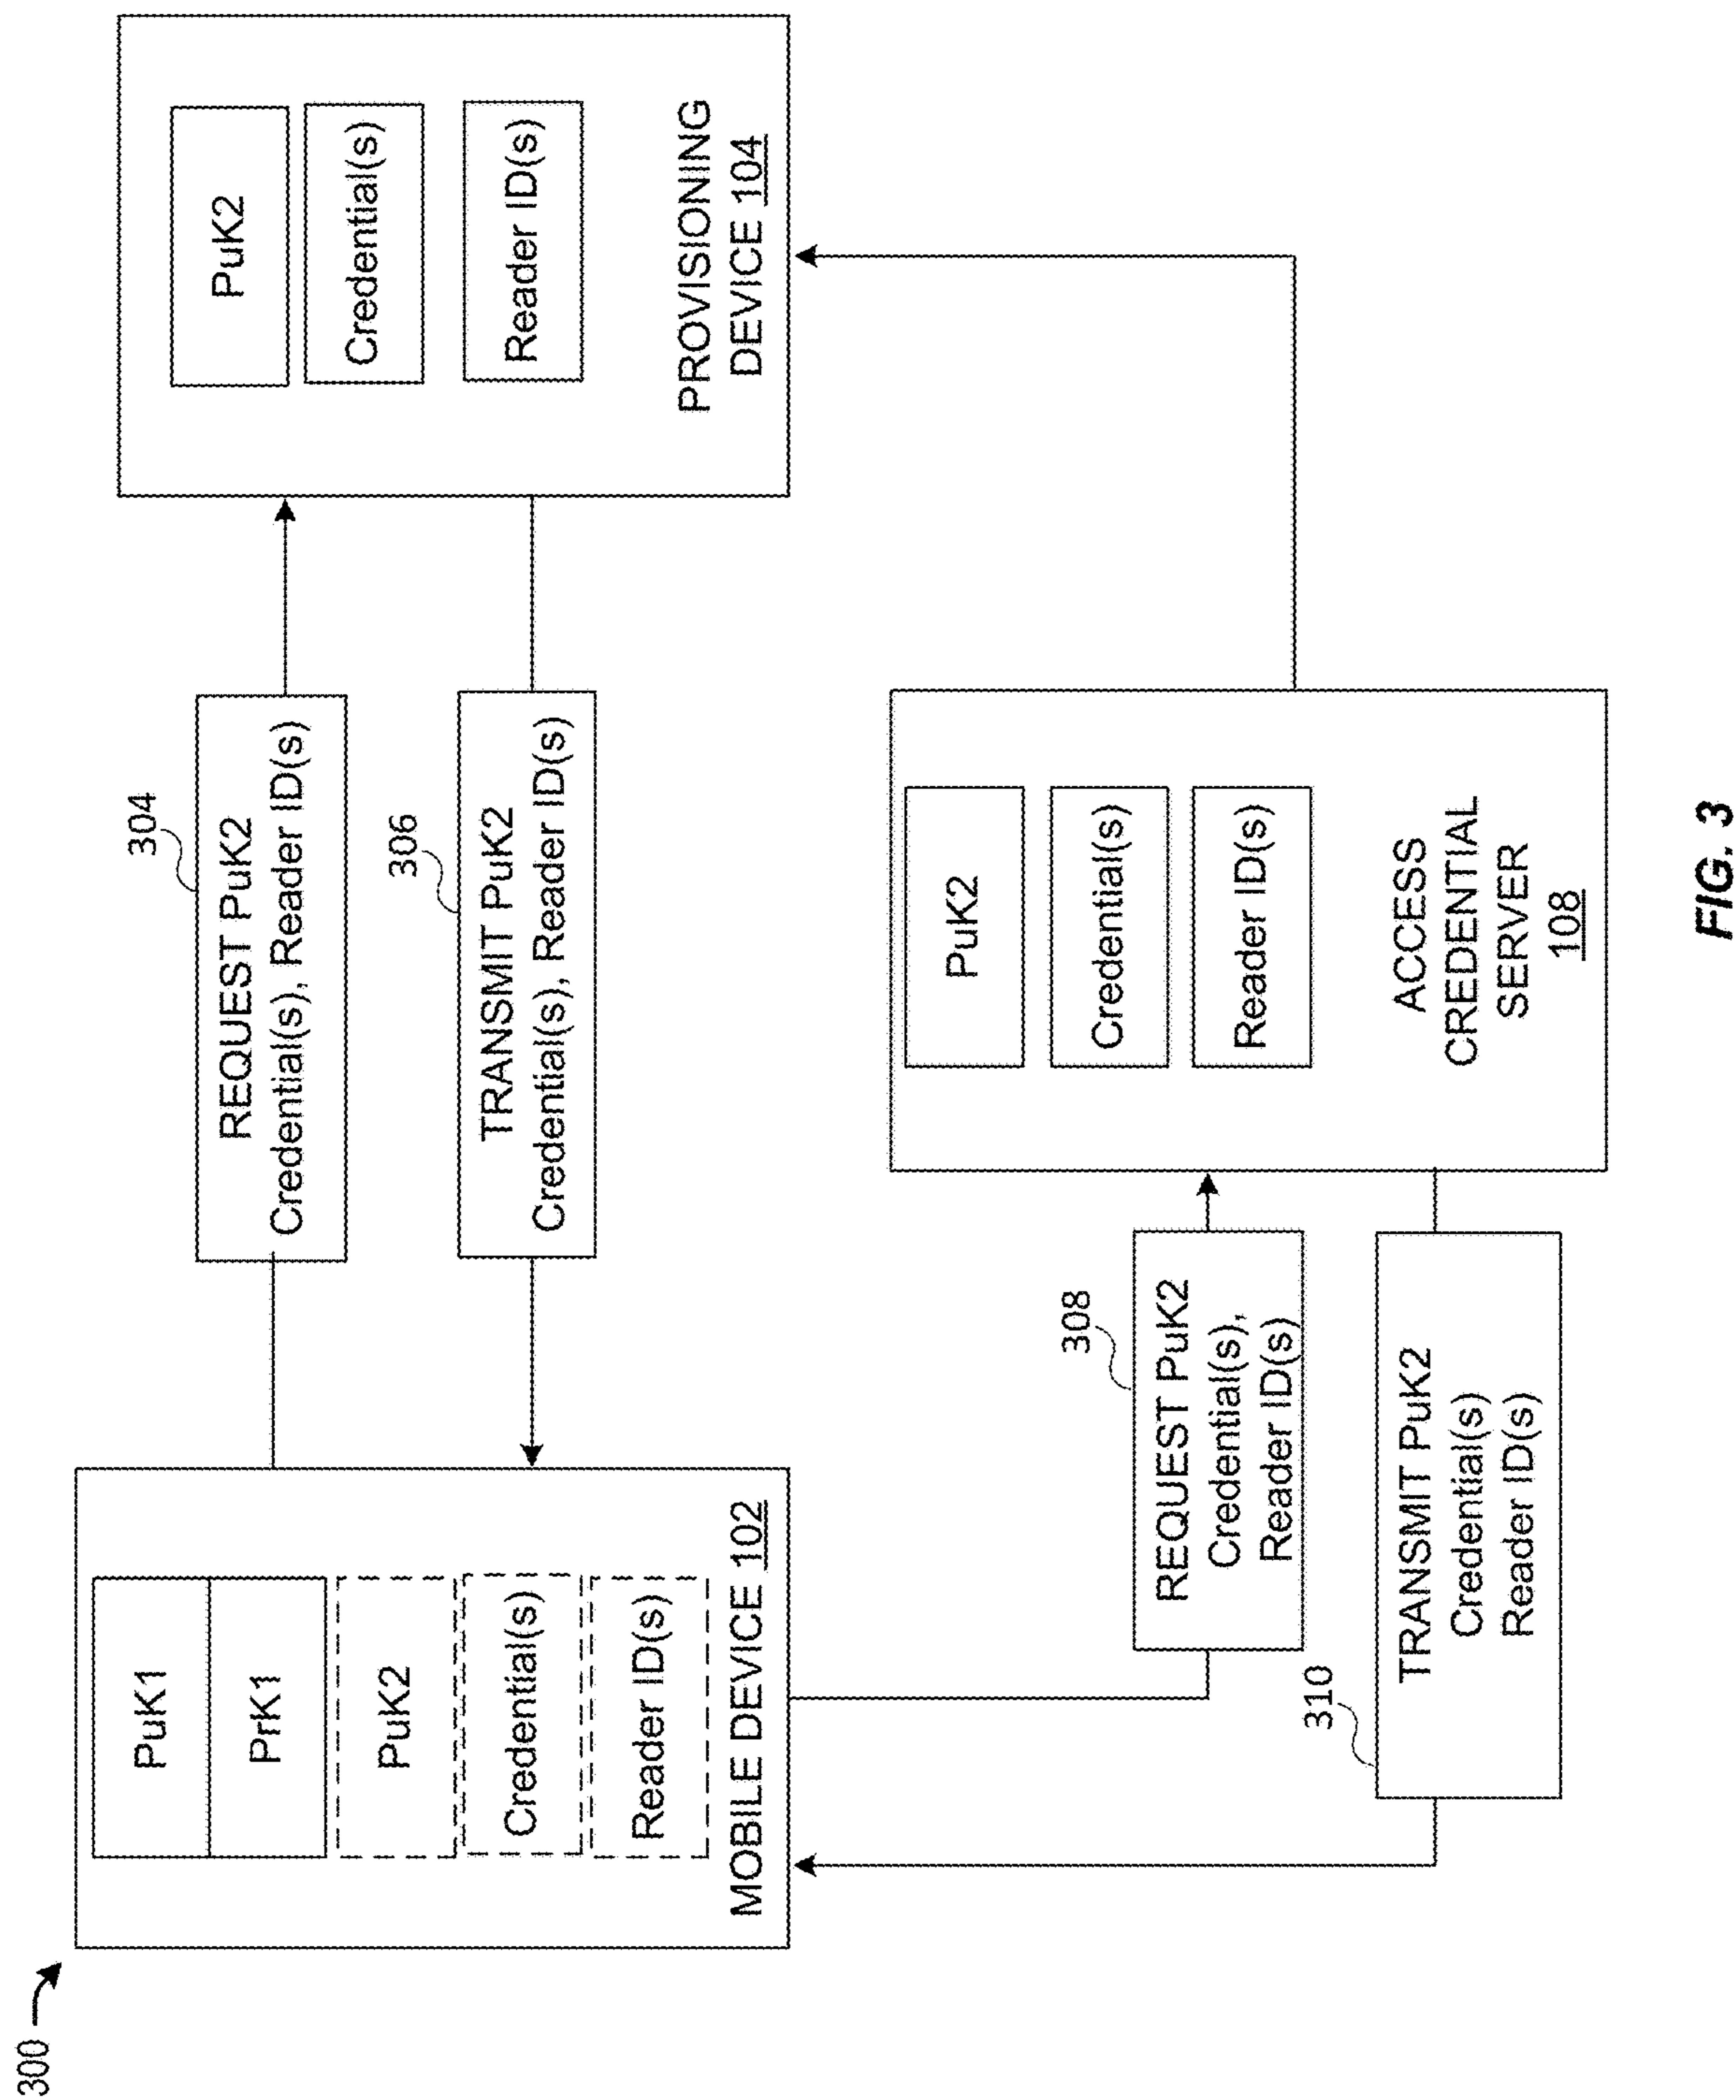 300
PuK1
PrK1
PuK2
Credential(s)
Reader ID(s)
MOBILE DEVICE 102
304
REQUEST PuK2
Credential(s), Reader ID(s)
306
TRANSMIT PuK2
Credential(s), Reader ID(s)
PuK2
Credential(s)
Reader ID(s)
PROVISIONING
DEVICE 104
308
REQUEST PuK2
Credential(s),
Reader ID(s)
310
TRANSMIT PuK2
Credential(s)
Reader ID(s)
PuK2
Credential(s)
Reader ID(s)
ACCESS
CREDENTIAL
SERVER
108
FIG. 3